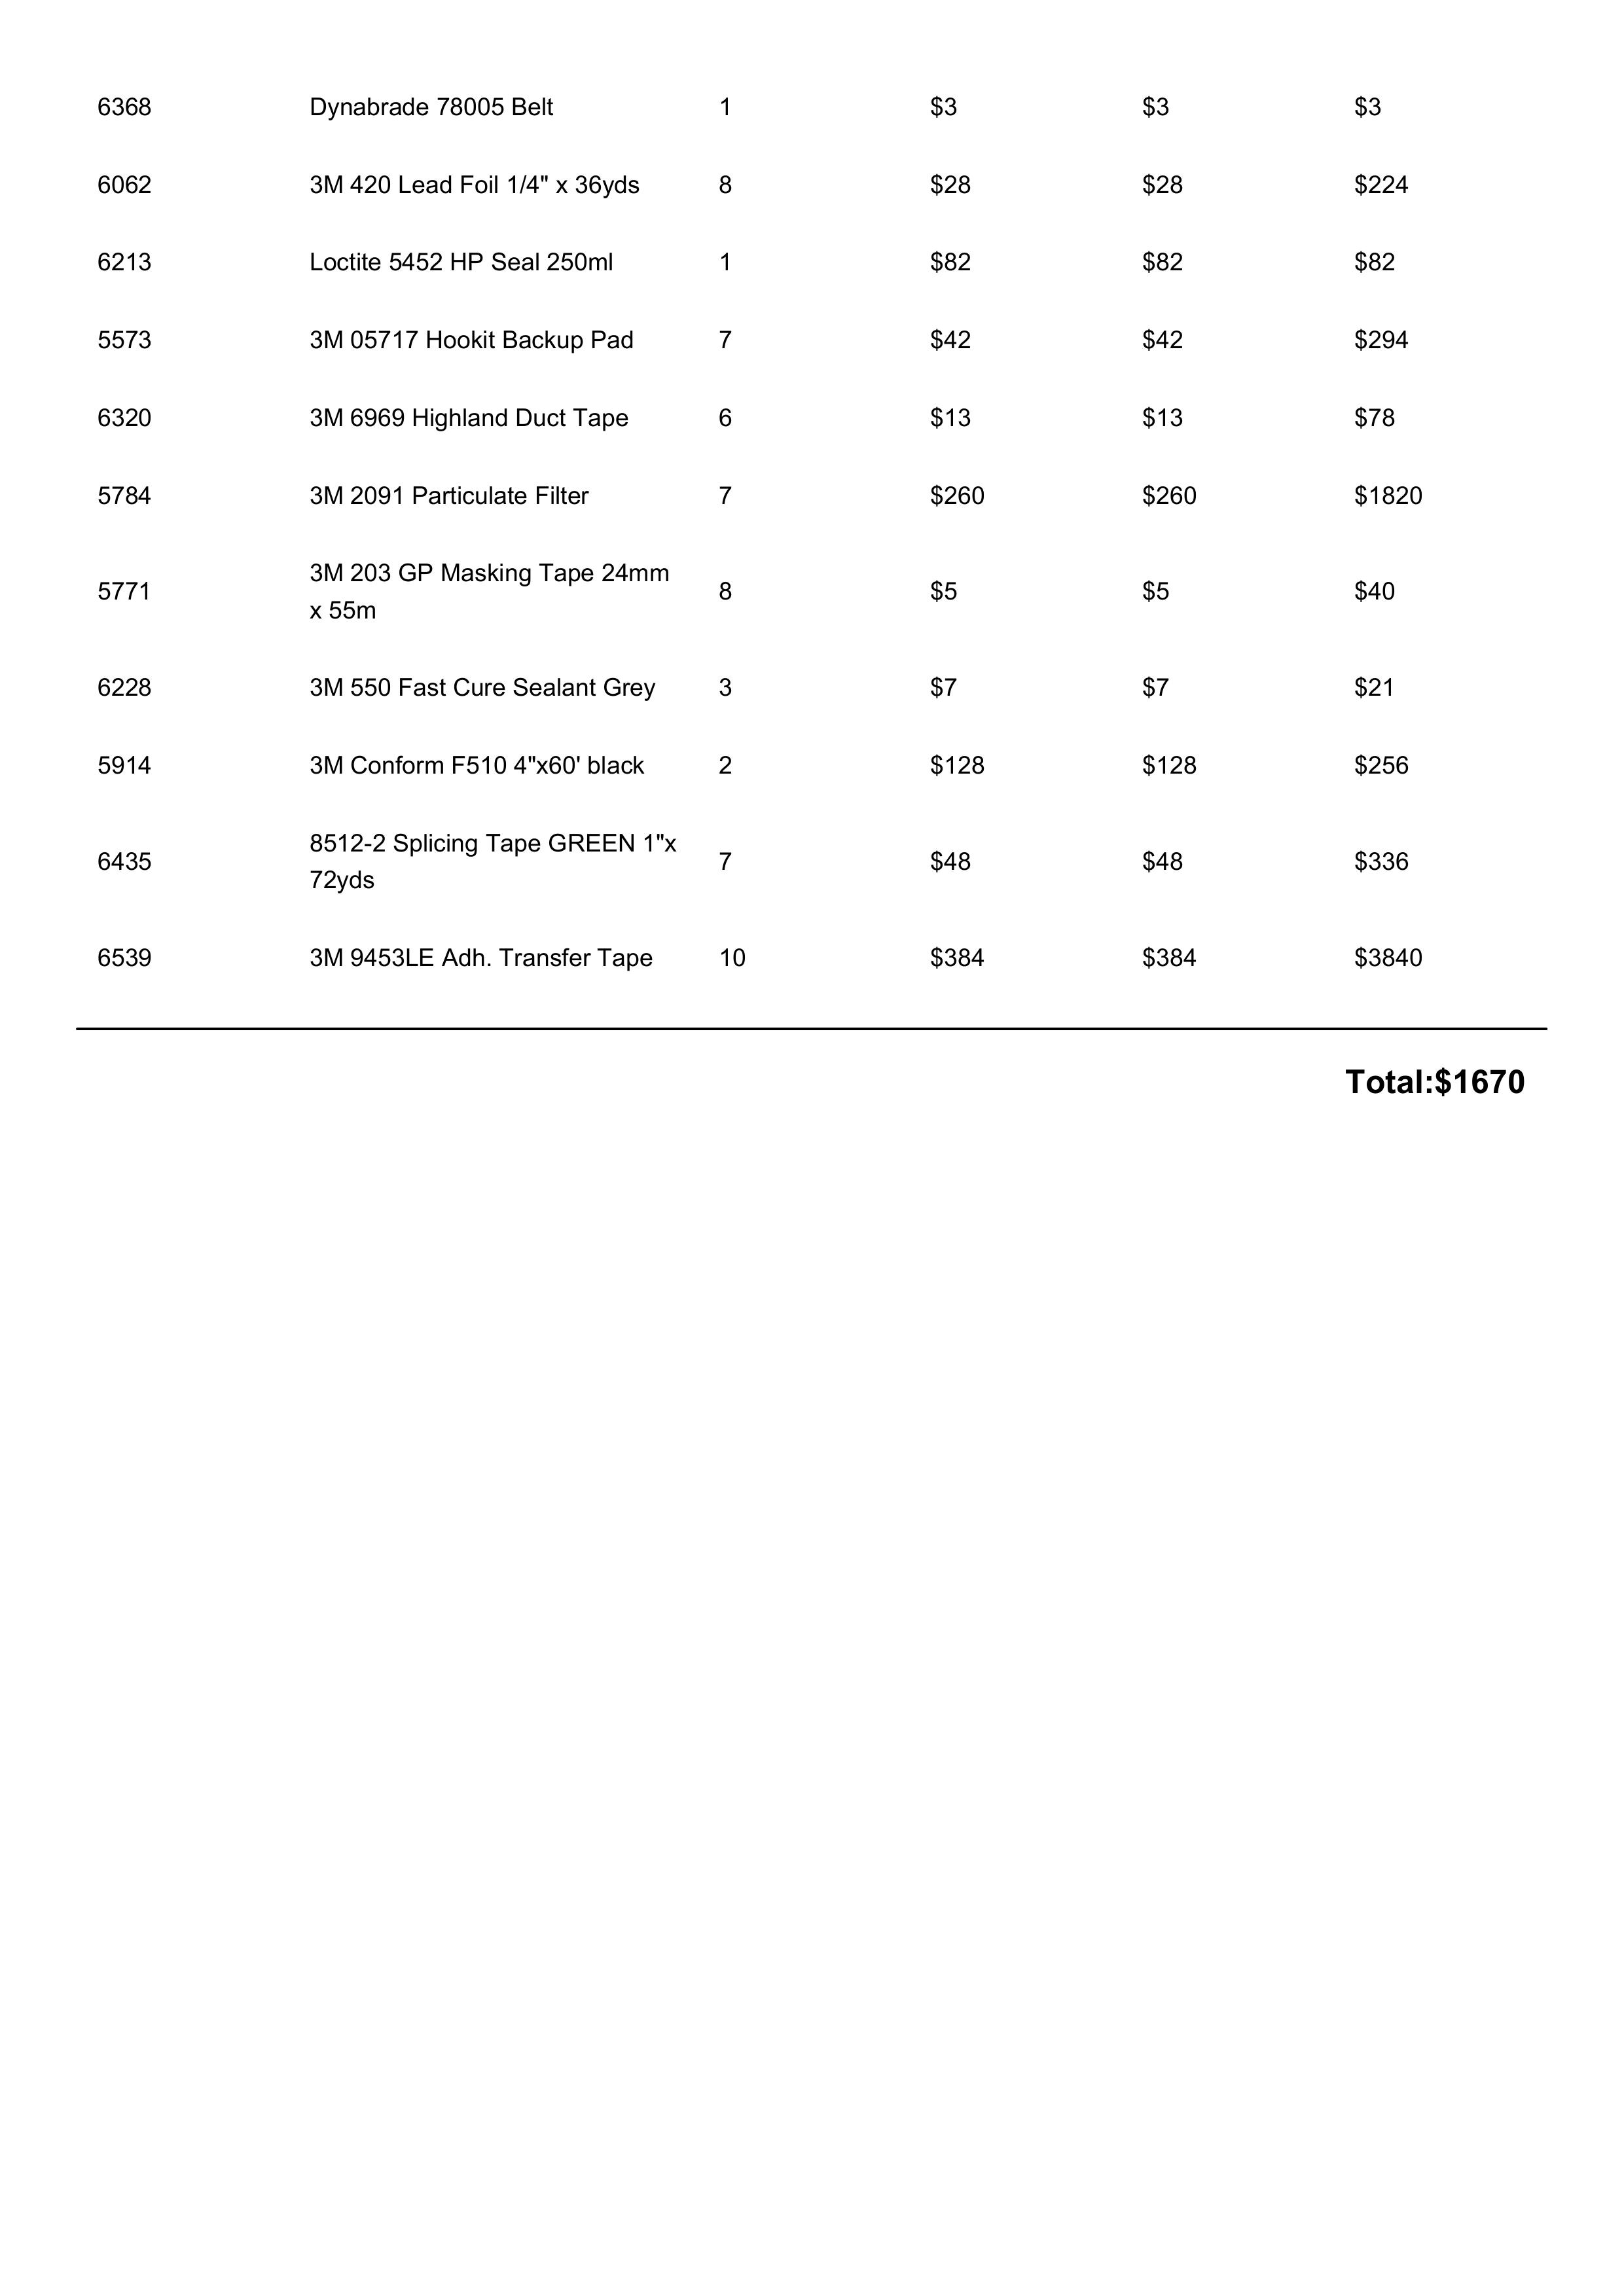 6368 Dynabrade 78005 Belt 1 $3 $3 $3
6062 3M 420 Lead Foil 1/4" x 36yds 8 $28 $28 $224
6213 Loctite 5452 HP Seal 250ml 1 $82 $82 $82
5573 3M 05717 Hookit Backup Pad 7 $42 $42 $294
6320 3M 6969 Highland Duct Tape 6 $13 $13 $78
5784 3M 2091 Particulate Filter 7 $260 $260 $1820
5771 3M 203 GP Masking Tape 24mm 8 $5 $5 $40
x 55m
6228 3M 550 Fast Cure Sealant Grey 3 $7 $7 $21
5914 3M Conform F510 4"x60' black 2 $128 $128 $256
6435 8512-2 Splicing Tape GREEN 1"x 7 $48 $48 $336
72yds
6539 3M 9453LE Adh. Transfer Tape 10 $384 $384 $3840
Total:$1670